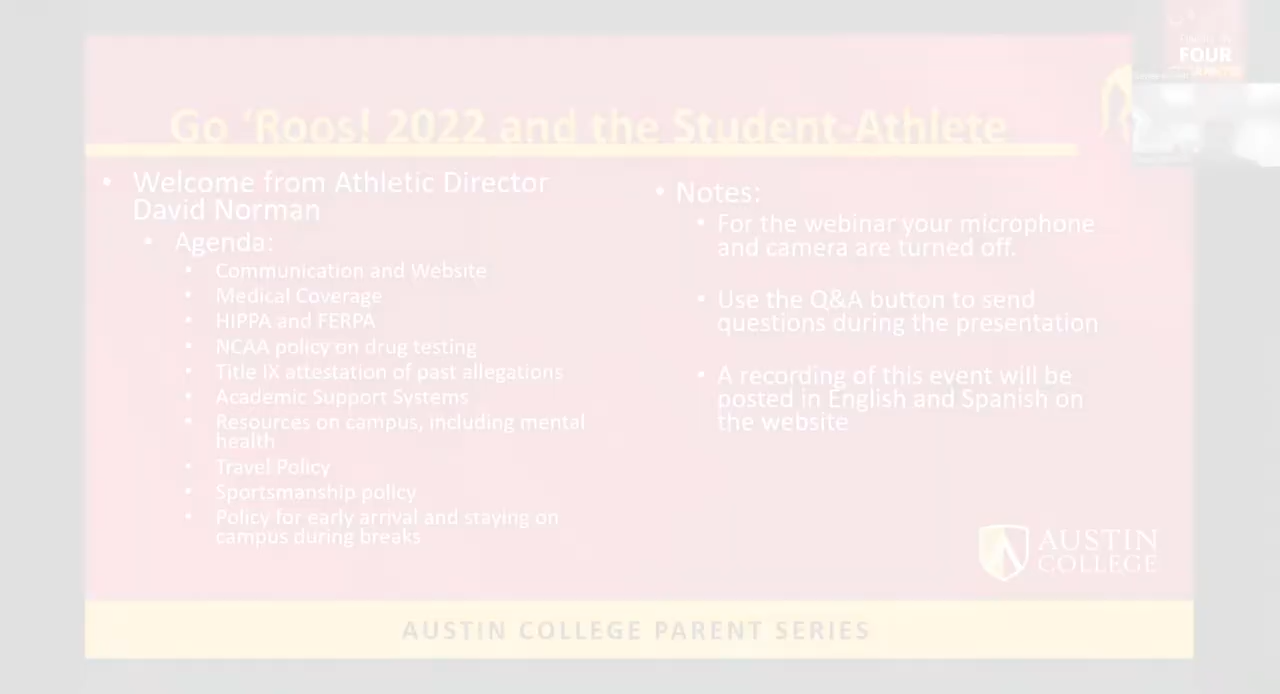 FOUR
Go ‘Roos! 2022 and the Student-Athlete
• Welcome from Athletic Director
David Norman
• Agenda:
• Communication and Website
• Medical Coverage
• HIPPA and FERPA
• NCAA policy on drug testing
• Title IX attestation of past allegations
• Academic Support Systems
• Resources on campus, including mental
health
• Travel Policy
• Sportsmanship policy
• Policy for early arrival and staying on
campus during breaks
• Notes:
• For the webinar your microphone
and camera are turned off.
• Use the Q&A button to send
questions during the presentation
• A recording of this event will be
posted in English and Spanish on
the website
AUSTIN
COLLEGE
AUSTIN COLLEGE PARENT SERIES